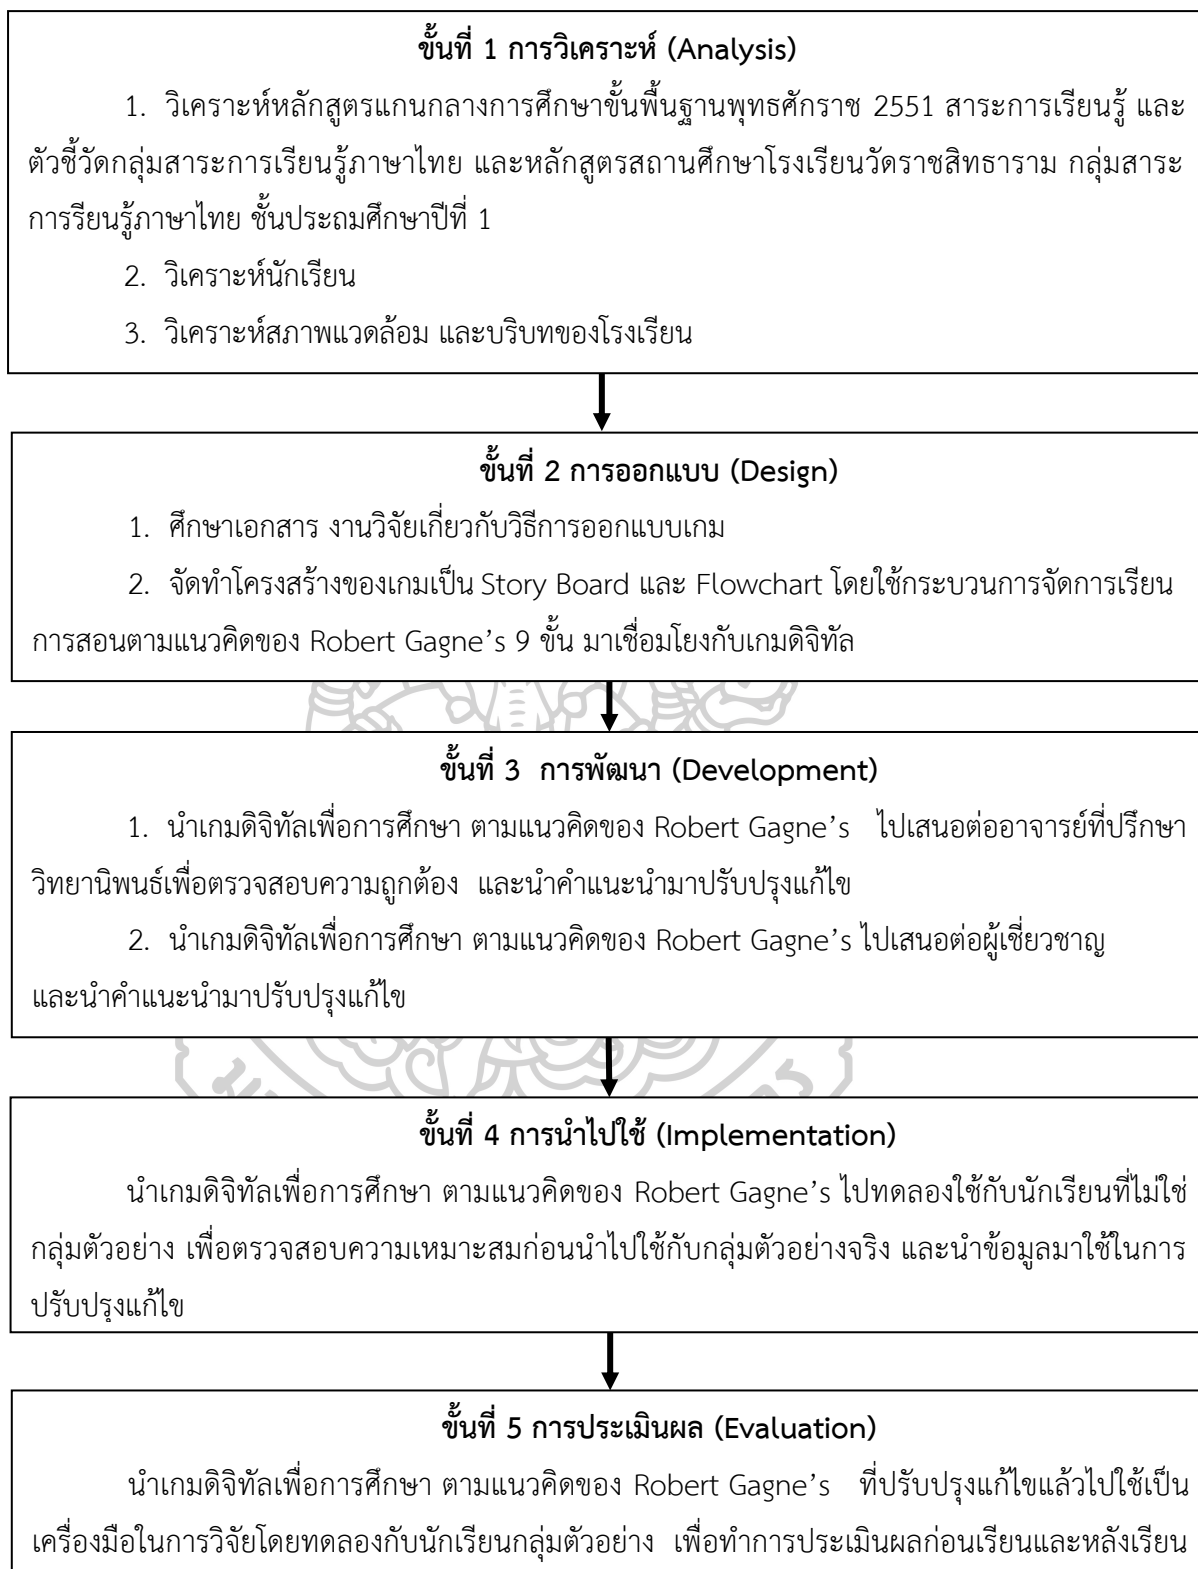 ขั้นที่ 1 การวิเคราะห์ (Analysis)
1. วิเคราะห์หลักสูตรแกนกลางการศึกษาขั้นพื้นฐานพุทธศักราช 2551 สาระการเรียนรู้ และ
ตัวชี้วัดกลุ่มสาระการเรียนรู้ภาษาไทย และหลักสูตรสถานศึกษาโรงเรียนวัดราชสิทธาราม กลุ่มสาระ
การรียนรู้ภาษาไทย ชั้นประถมศึกษาปีที่ 1
2. วิเคราะห์นักเรียน
3. วิเคราะห์สภาพแวดล้อม และบริบทของโรงเรียน
ขั้นที่ 2 การออกแบบ (Design)
1. ศึกษาเอกสาร งานวิจัยเกี่ยวกับวิธีการออกแบบเกม
2. จัดทำโครงสร้างของเกมเป็น Story Board และ Flowchart โดยใช้กระบวนการจัดการเรียน
การสอนตามแนวคิดของ Robert Gagne’s 9 ขั้น มาเชื่อมโยงกับเกมดิจิทัล
ขั้นที่ 3 การพัฒนา (Development)
1. นำเกมดิจิทัลเพื่อการศึกษา ตามแนวคิดของ Robert Gagne’s ไปเสนอต่ออาจารย์ที่ปรึกษา
วิทยานิพนธ์เพื่อตรวจสอบความถูกต้อง และนำคำแนะนำมาปรับปรุงแก้ไข
2. นำเกมดิจิทัลเพื่อการศึกษา ตามแนวคิดของ Robert Gagne’s ไปเสนอต่อผู้เชี่ยวชาญ
และนำคำแนะนำมาปรับปรุงแก้ไข
ขั้นที่ 4 การนำไปใช้ (Implementation)
นำเกมดิจิทัลเพื่อการศึกษา ตามแนวคิดของ Robert Gagne’s ไปทดลองใช้กับนักเรียนที่ไม่ใช่
กลุ่มตัวอย่าง เพื่อตรวจสอบความเหมาะสมก่อนนำไปใช้กับกลุ่มตัวอย่างจริง และนำข้อมูลมาใช้ในการ
ปรับปรุงแก้ไข
ขั้นที่ 5 การประเมินผล (Evaluation)
นำเกมดิจิทัลเพื่อการศึกษา ตามแนวคิดของ Robert Gagne’s ที่ปรับปรุงแก้ไขแล้วไปใช้เป็น
เครื่องมือในการวิจัยโดยทดลองกับนักเรียนกลุ่มตัวอย่าง เพื่อทำการประเมินผลก่อนเรียนและหลังเรียน